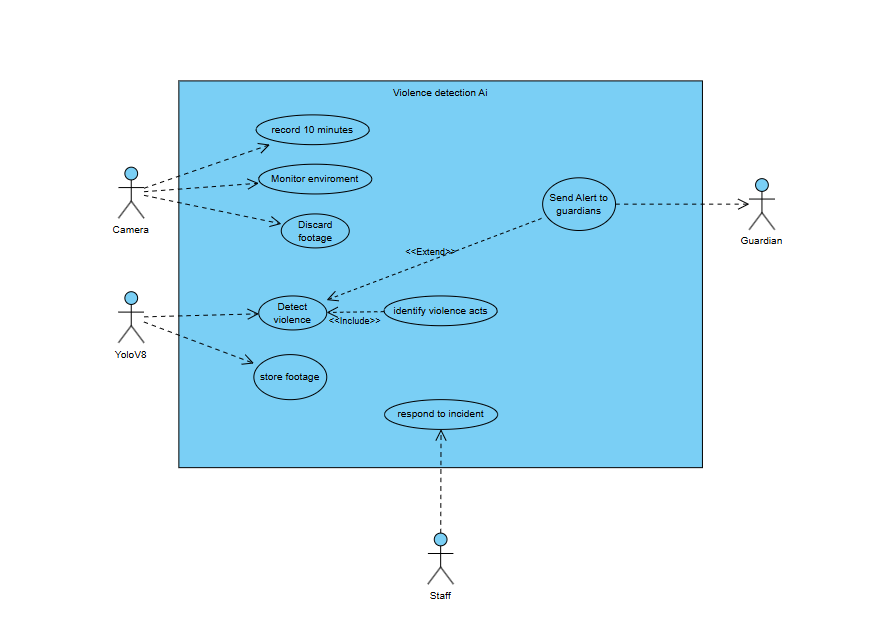 Violence detection Ai
record 10 minutes
Monitor enviroment
Camera
Discard
footage
Send Alert to
guardians
Guardian
<<Extend>>
Detect
violence
<<Include>>
identify violence acts
YoloV8
store footage
respond to incident
Staff